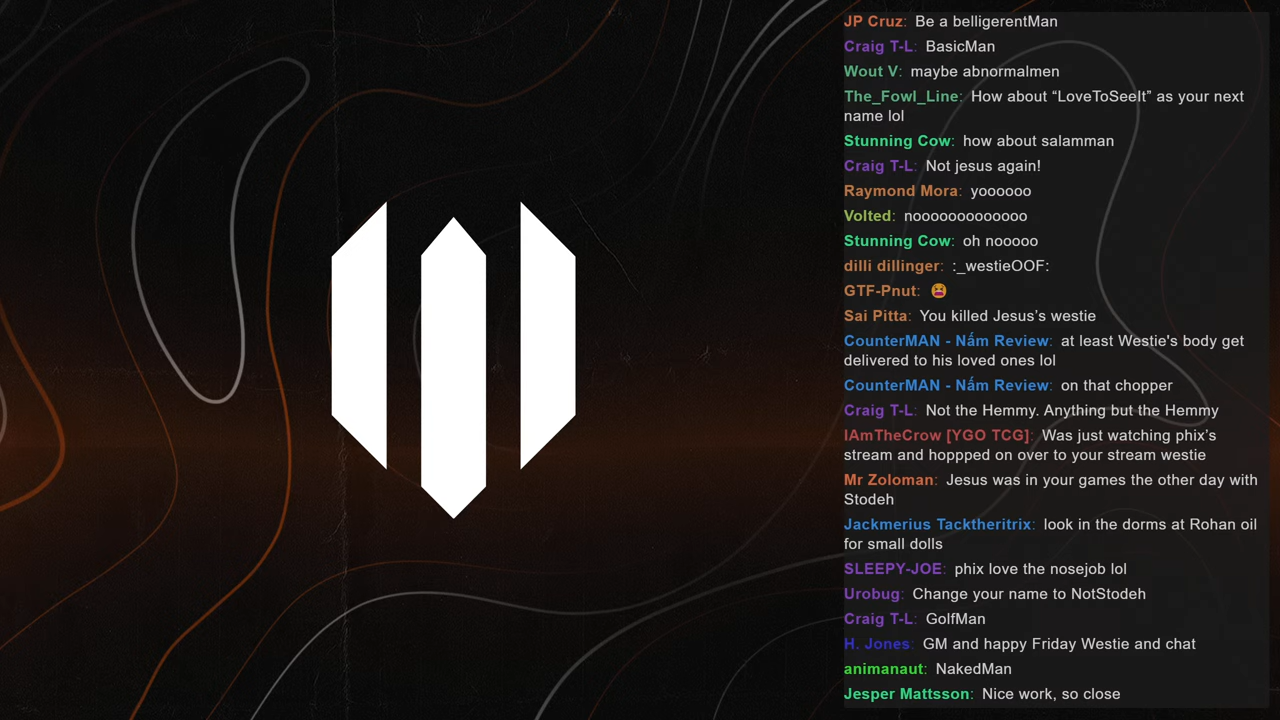 JP Cruz: Be a belligerentMan
Craig T-L: BasicMan
Wout V: maybe abnormalmen
The_Fowl_Line: How about “LoveToSeeIt” as your next
name lol
Stunning Cow: how about salamman
Craig T-L: Not jesus again!
Raymond Mora: yoooooo
Volted: nooooooooooooo
Stunning Cow: oh nooooo
dilli dillinger: :_westieOOF:
GTF-Pnut: 😫
Sai Pitta: You killed Jesus’s westie
CounterMAN - Nấm Review: at least Westie's body get
delivered to his loved ones lol
CounterMAN - Nấm Review: on that chopper
Craig T-L: Not the Hemmy. Anything but the Hemmy
IAmTheCrow [YGO TCG]: Was just watching phix’s
stream and hoppped on over to your stream westie
Mr Zoloman: Jesus was in your games the other day with
Stodeh
Jackmerius Tacktheritrix: look in the dorms at Rohan oil
for small dolls
SLEEPY-JOE: phix love the nosejob lol
Urobug: Change your name to NotStodeh
Craig T-L: GolfMan
H. Jones: GM and happy Friday Westie and chat
animanaut: NakedMan
Jesper Mattsson: Nice work, so close